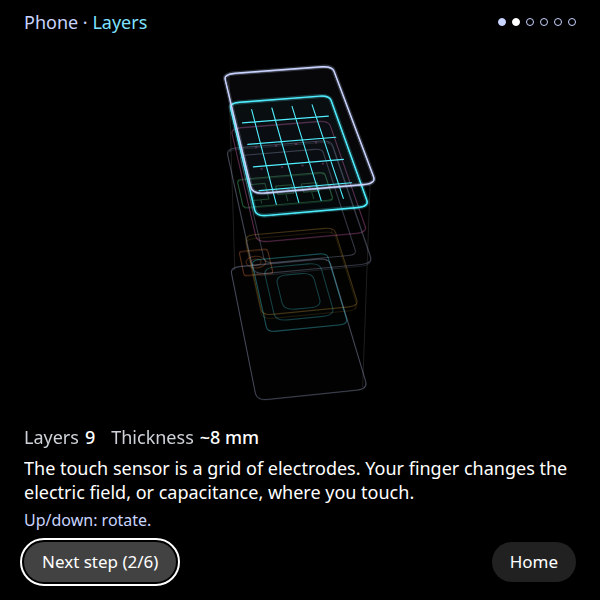 Phone · Layers
Layers 9 Thickness ~8 mm
The touch sensor is a grid of electrodes. Your finger changes the
electric field, or capacitance, where you touch.
Up/down: rotate.
Next step (2/6)
Home